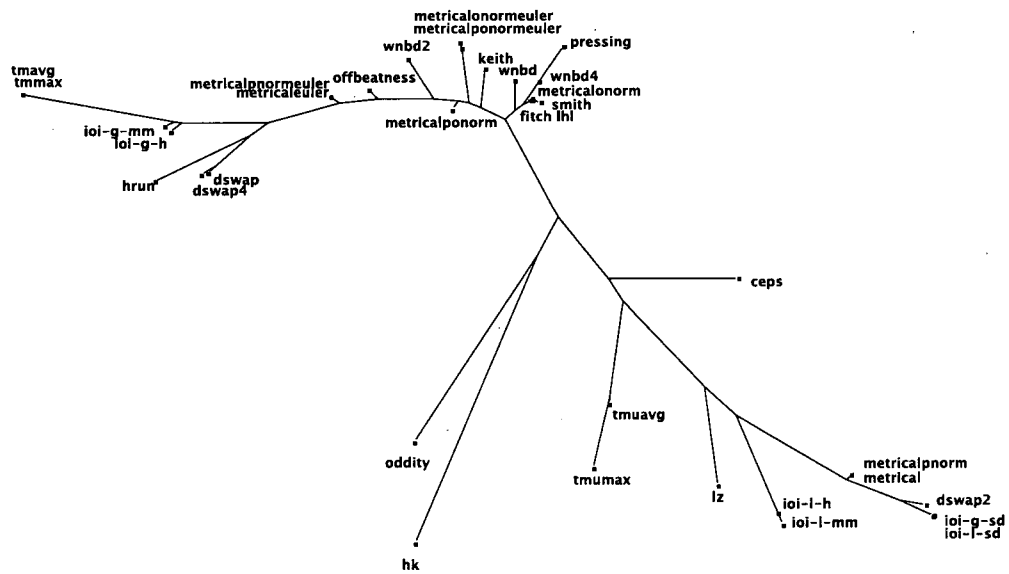 metricalonormeuler
metricalponormeuler
pressing
wnbd2
keith
wnbd
tmavg
tmmax
offbeatness
wnbd4
metricalpnormeuler
metricaleuler
metricalonorm
smith
metricalponorm
fitch lhl
ioi-g-mm
ioi-g-h
hrun
dswap
dswap4
ceps
tmuavg
oddity
tmumax
metricalpnorm
metrical
lz
ioi-l-h
ioi-l-mm
dswap2
ioi-g-sd
ioi-l-sd
hk